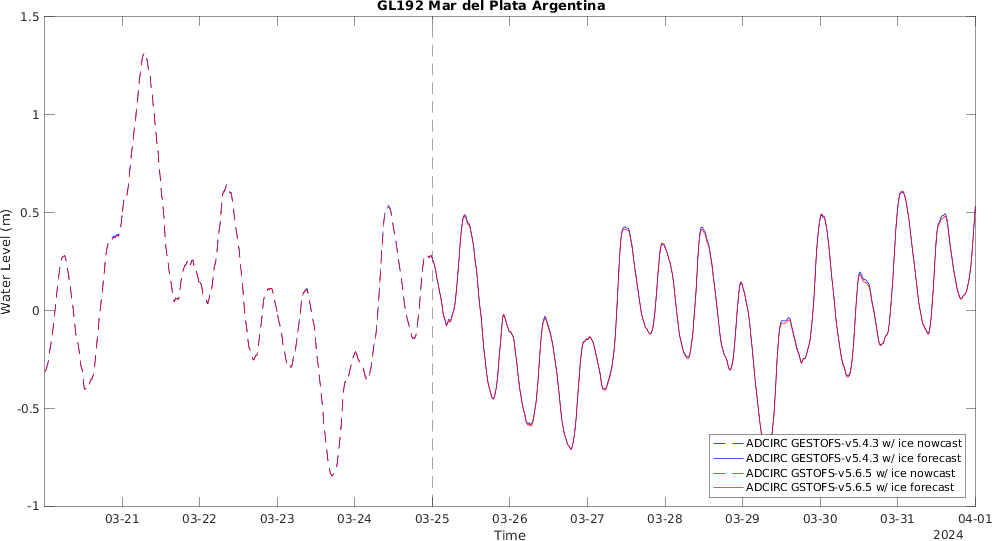 GL192 Mar del Plata Argentina
1.5
1
0.5
0
-0.5
-1
Water Level (m)
ADCIRC GESTOFS-v5.4.3 w/ ice nowcast
ADCIRC GESTOFS-v5.4.3 w/ ice forecast
ADCIRC GSTOFS-v5.6.5 w/ ice nowcast
ADCIRC GSTOFS-v5.6.5 w/ ice forecast
03-21 03-22 03-23 03-24 03-25 03-26 03-27 03-28 03-29 03-30 03-31 04-01
Time
2024